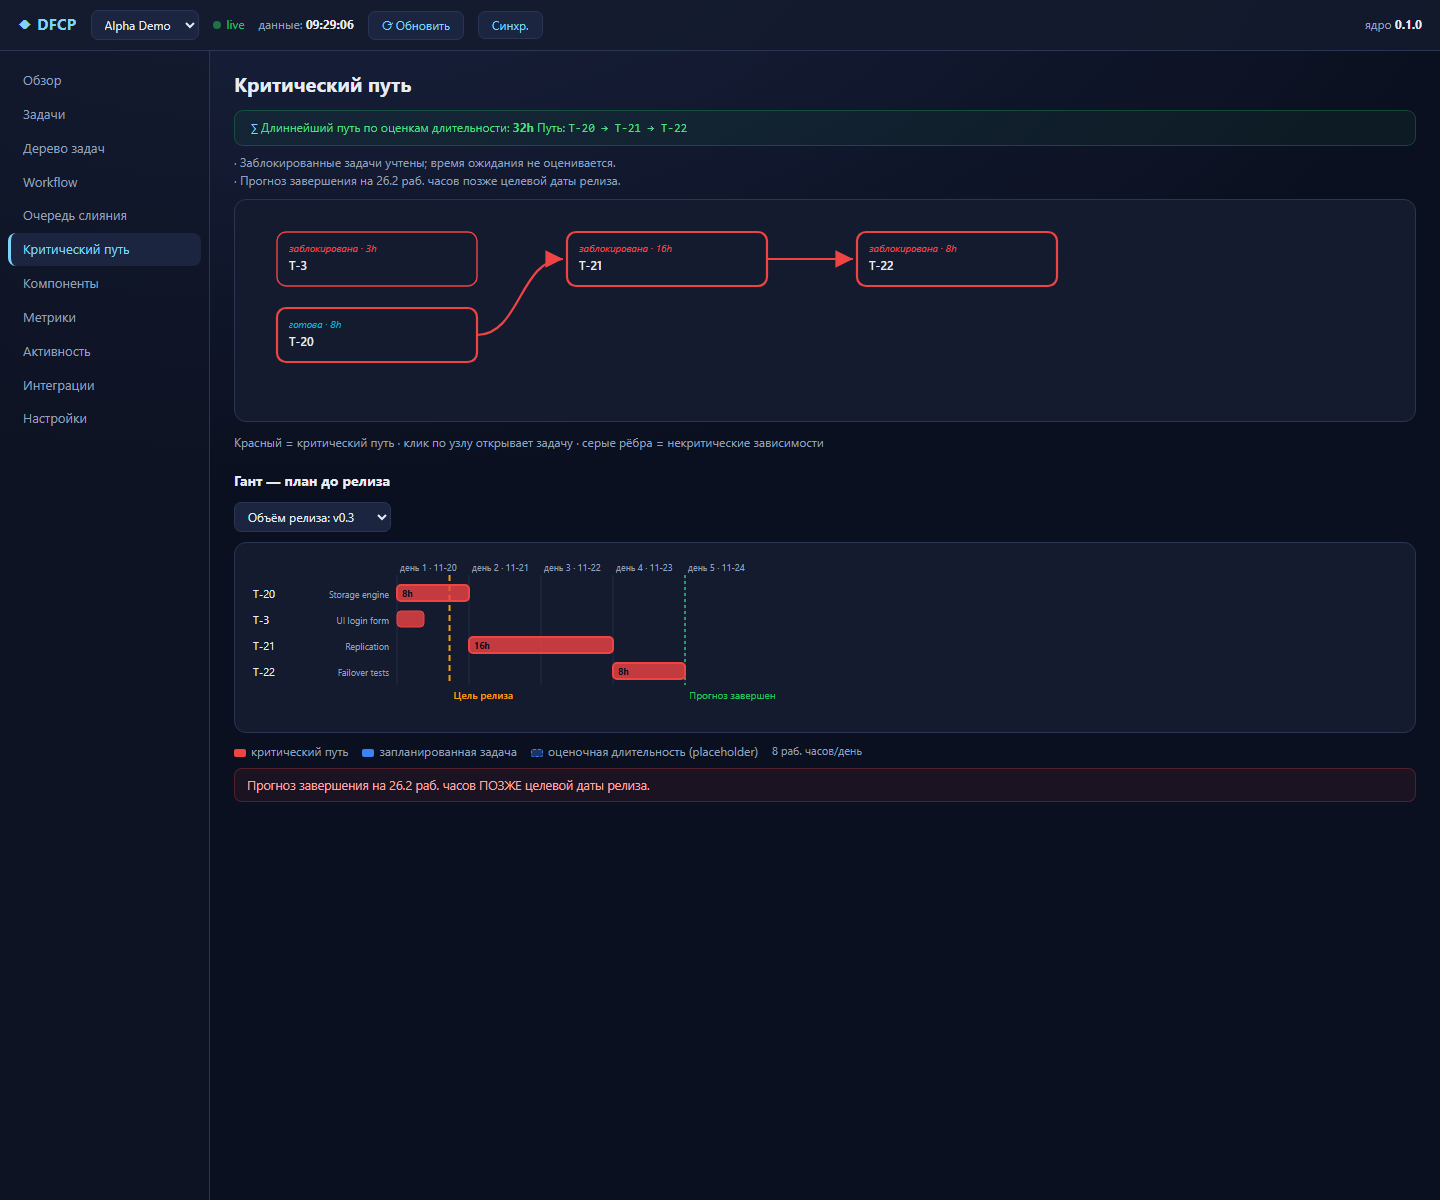 DFCP
Alpha Demo
live
данные: 09:29:06
⟳ Обновить
Синхр.
ядро 0.1.0
Обзор
Задачи
Дерево задач
Workflow
Очередь слияния
Критический путь
Компоненты
Метрики
Активность
Интеграции
Настройки
Критический путь
∑ Длиннейший путь по оценкам длительности: 32h Путь: T-20 → T-21 → T-22
· Заблокированные задачи учтены; время ожидания не оценивается.
· Прогноз завершения на 26.2 раб. часов позже целевой даты релиза.
заблокирована · 3h
T-3
заблокирована · 16h
T-21
заблокирована · 8h
T-22
готова · 8h
T-20
Красный = критический путь · клик по узлу открывает задачу · серые рёбра = некритические зависимости
Гант — план до релиза
Объём релиза: v0.3
день 1 · 11-20
день 2 · 11-21
день 3 · 11-22
день 4 · 11-23
день 5 · 11-24
T-20 Storage engine 8h
T-3 UI login form
T-21 Replication 16h
T-22 Failover tests 8h
Цель релиза
Прогноз завершен
критический путь
запланированная задача
оценочная длительность (placeholder)
8 раб. часов/день
Прогноз завершения на 26.2 раб. часов ПОЗЖЕ целевой даты релиза.